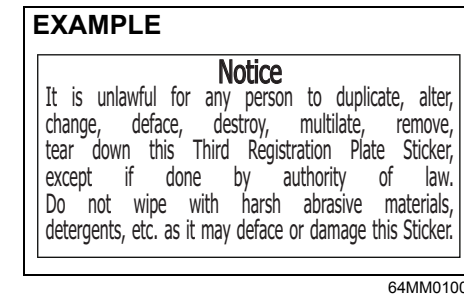 EXAMPLE
Notice
It is unlawful for any person to duplicate, alter,
change, deface, destroy, multilate, remove,
tear down this Third Registration Plate Sticker,
except if done by authority of law.
Do not wipe with harsh abrasive materials,
detergents, etc. as it may deface or damage this Sticker.
64MM0100